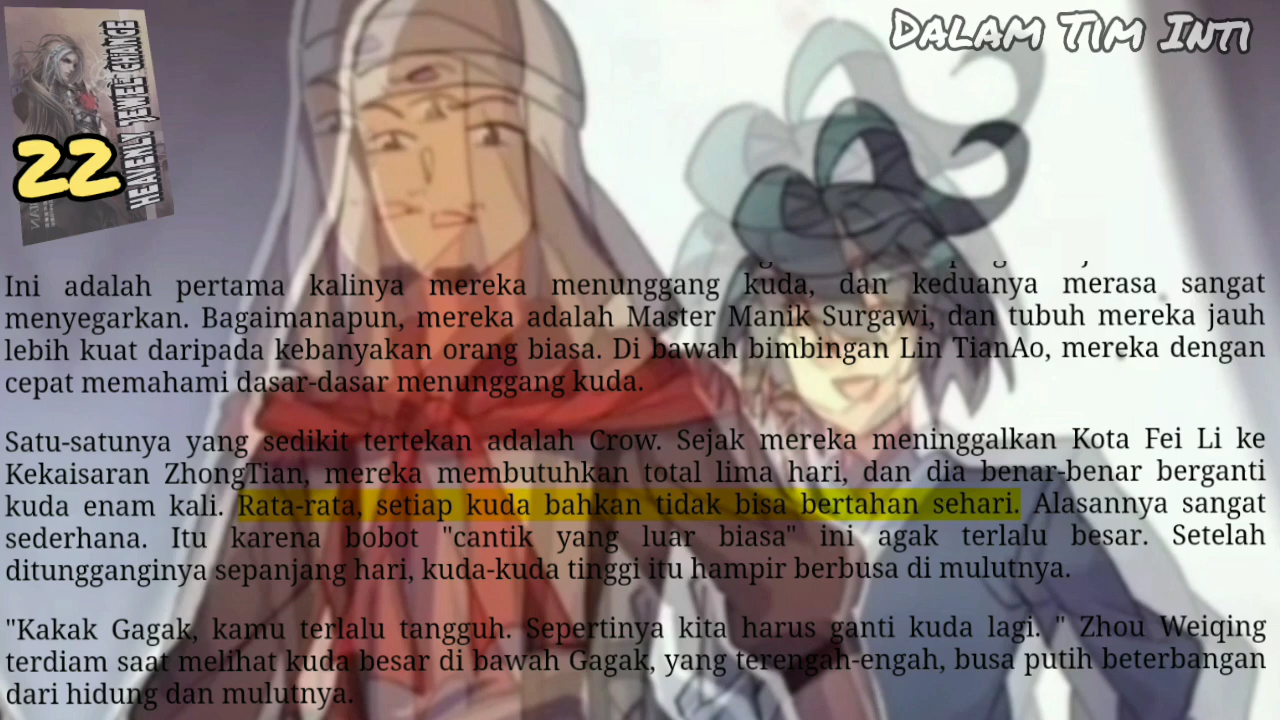 DALAM TIM INTI
HEAVENLY JEWEL CHANGE
22
Ini adalah pertama kalinya mereka menunggang kuda, dan keduanya merasa sangat
menyegarkan. Bagaimanapun, mereka adalah Master Manik Surgawi, dan tubuh mereka jauh
lebih kuat daripada kebanyakan orang biasa. Di bawah bimbingan Lin TianAo, mereka dengan
cepat memahami dasar-dasar menunggang kuda.
Satu-satunya yang sedikit tertekan adalah Crow. Sejak mereka meninggalkan Kota Fei Li ke
Kekaisaran ZhongTian, mereka membutuhkan total lima hari, dan dia benar-benar berganti
kuda enam kali. Rata-rata, setiap kuda bahkan tidak bisa bertahan sehari. Alasannya sangat
sederhana. Itu karena bobot "cantik yang luar biasa" ini agak terlalu besar. Setelah
ditungganginya sepanjang hari, kuda-kuda tinggi itu hampir berbusa di mulutnya.
"Kakak Gagak, kamu terlalu tangguh. Sepertinya kita harus ganti kuda lagi. " Zhou Weiqing
terdiam saat melihat kuda besar di bawah Gagak, yang terengah-engah, busa putih beterbangan
dari hidung dan mulutnya.